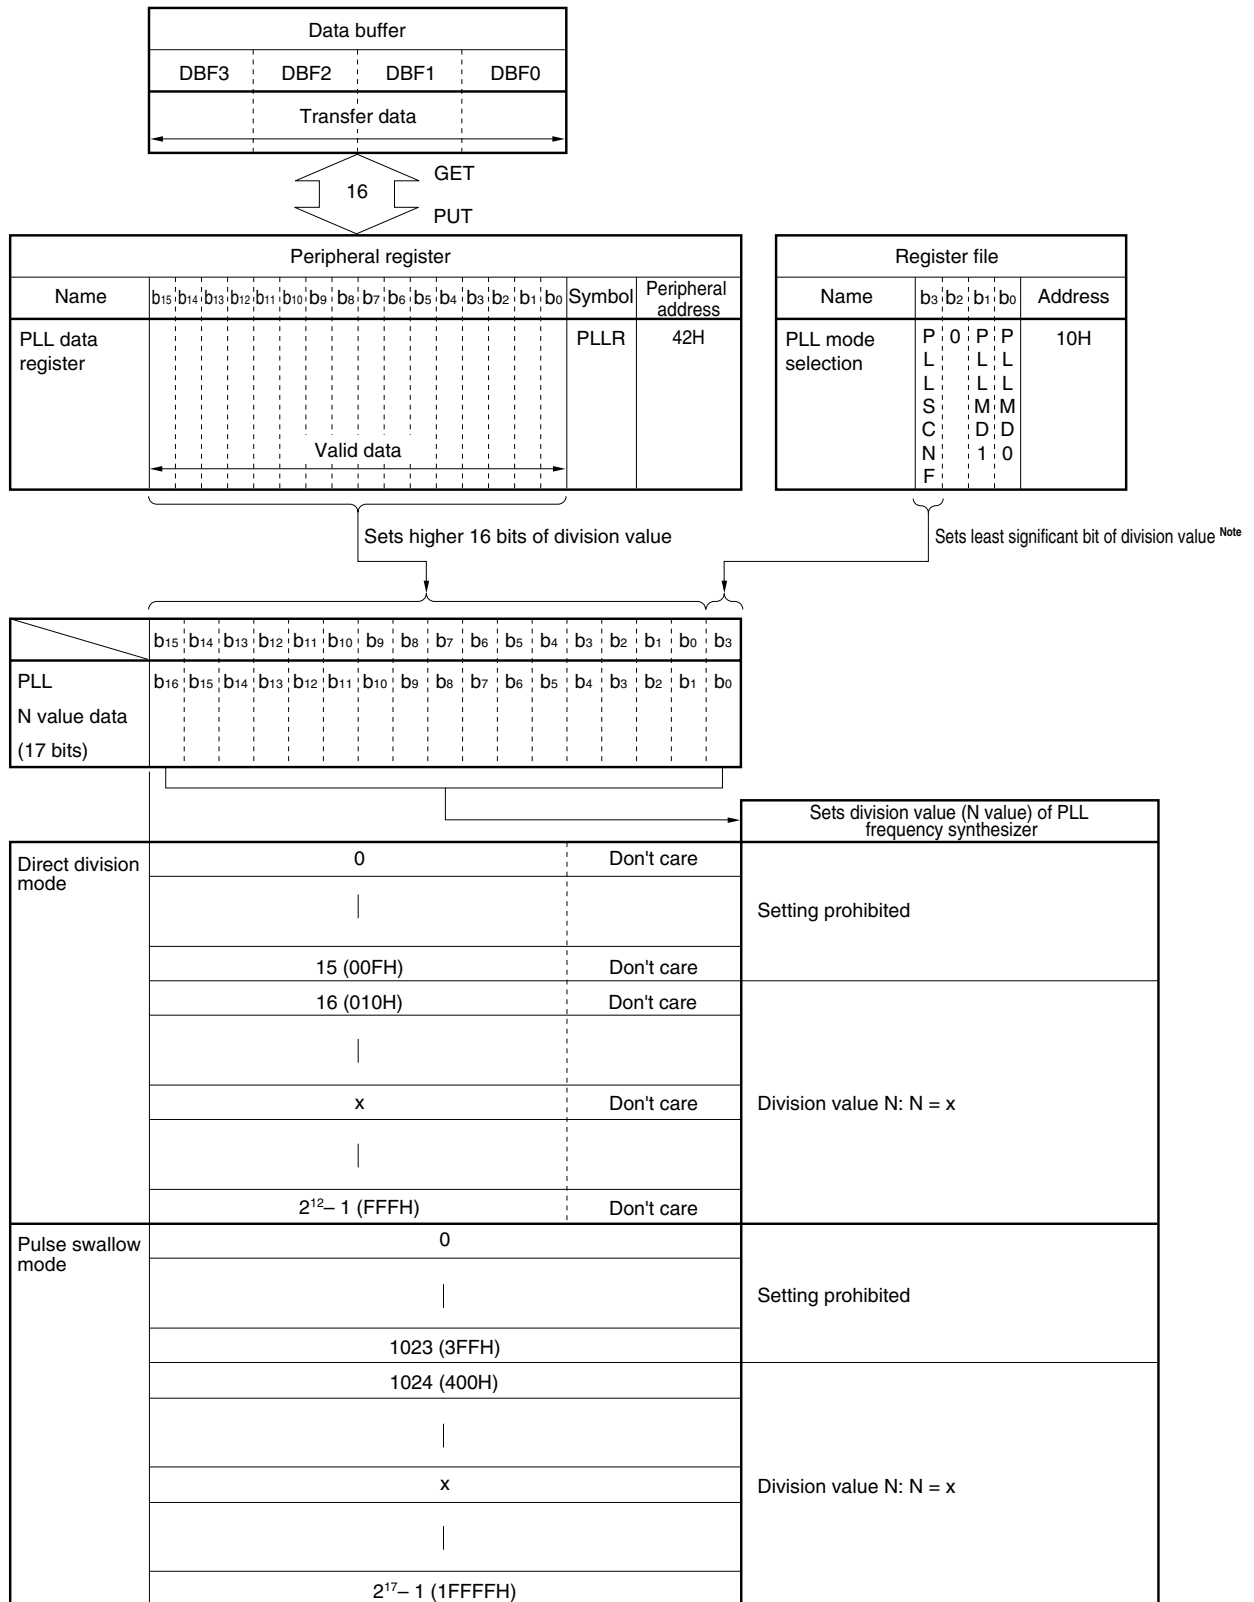 Data buffer
DBF3 DBF2 DBF1 DBF0
Transfer data
16
GET
PUT
Peripheral register
Name b15 b14 b13 b12 b11 b10 b9 b8 b7 b6 b5 b4 b3 b2 b1 b0 Symbol Peripheral address
PLL data register
PLLR 42H
Valid data
Register file
Name b3 b2 b1 b0 Address
PLL mode selection
PLLSCNF 0 PLLMD1 PLLMD0 10H
Sets higher 16 bits of division value
Sets least significant bit of division value Note
b15 b14 b13 b12 b11 b10 b9 b8 b7 b6 b5 b4 b3 b2 b1 b0 b3
PLL
N value data
(17 bits)
b16 b15 b14 b13 b12 b11 b10 b9 b8 b7 b6 b5 b4 b3 b2 b1 b0
Sets division value (N value) of PLL
frequency synthesizer
Direct division
mode
0 Don't care
Setting prohibited
15 (00FH) Don't care
16 (010H) Don't care
x Don't care
Division value N: N = x
2¹²– 1 (FFFH) Don't care
Pulse swallow
mode
0
Setting prohibited
1023 (3FFH)
1024 (400H)
x
Division value N: N = x
2¹⁷– 1 (1FFFFH)